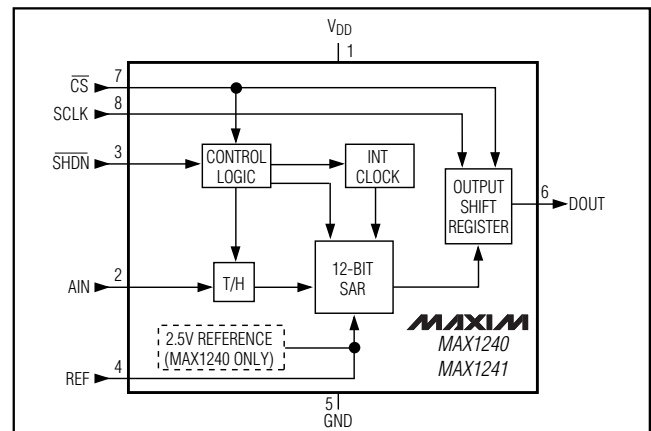 VDD
1
CS
7
SCLK
8
SHDN
3
CONTROL
LOGIC
INT
CLOCK
OUTPUT
SHIFT
REGISTER
6
DOUT
AIN
2
T/H
12-BIT
SAR
2.5V REFERENCE
(MAX1240 ONLY)
MAXIM
MAX1240
MAX1241
REF
4
5
GND